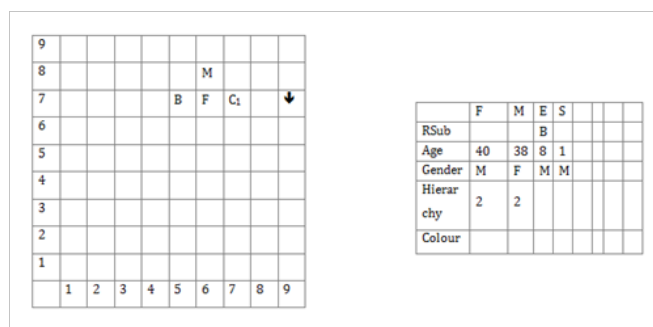 9
8 M
7 B F C₁ 🡳
6
5
4
3
2
1
1 2 3 4 5 6 7 8 9
F M E S
RSub B
Age 40 38 8 1
Gender M F M M
Hierar
chy 2 2
Colour